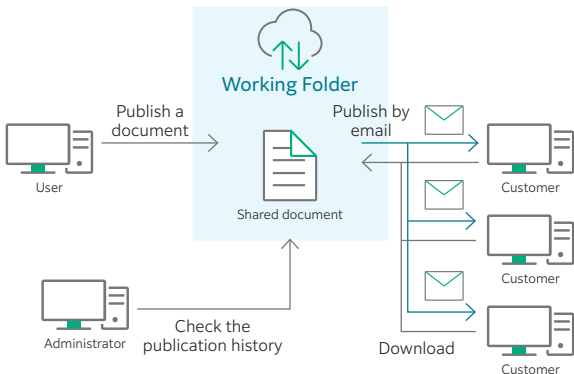 Working Folder
Publish a
document
Publish by
email
User
Shared document
Customer
Customer
Administrator
Check the
publication history
Download
Customer